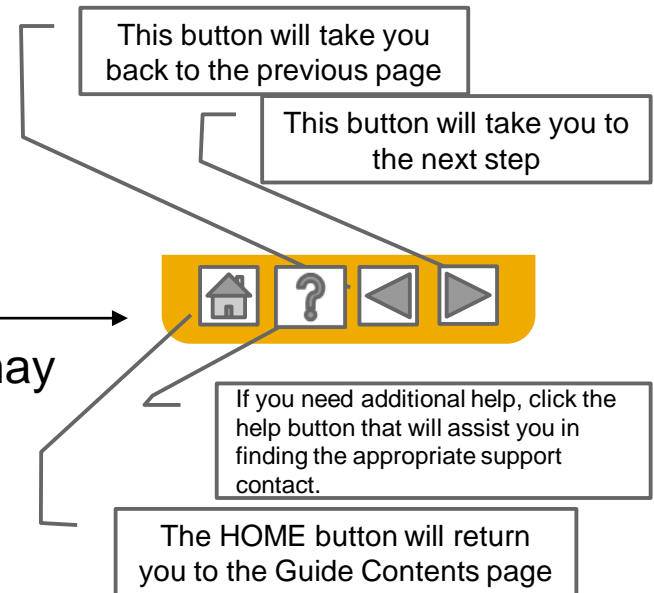 This button will take you
back to the previous page
This button will take you to
the next step
?
may
If you need additional help, click the
help button that will assist you in
finding the appropriate support
contact.
The HOME button will return
you to the Guide Contents page